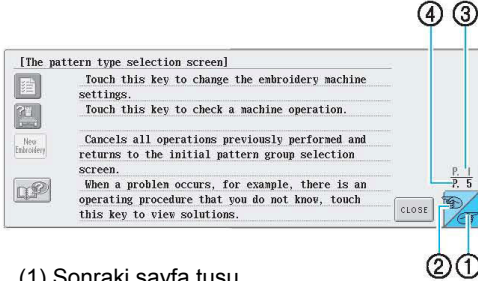 ④ ③
[The pattern type selection screen]
Touch this key to change the embroidery machine
settings.
Touch this key to check a machine operation.
New
Embroidery
Cancels all operations previously performed and
returns to the initial pattern group selection
screen.
When a problem occurs, for example, there is an
operating procedure that you do not know, touch
this key to view solutions.
P. 1
P. 5
CLOSE
② ①
(1) Sonraki sayfa tuşu